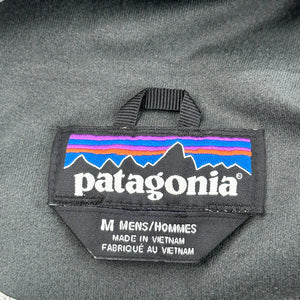 patagonia®
M MENS/HOMMES
MADE IN VIETNAM
FABRIQUÉ AU VIETNAM